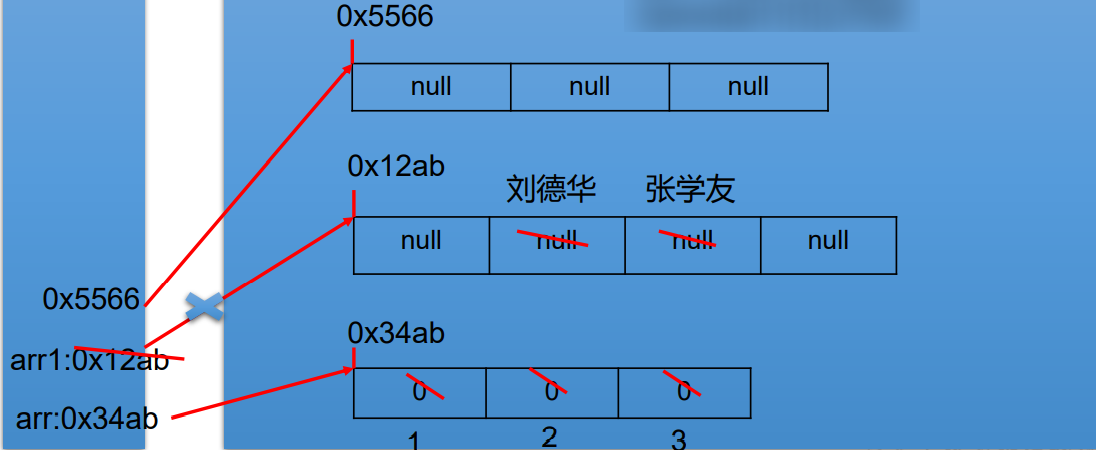 0x5566
null null null
0x12ab
刘德华 张学友
null null null null
0x5566
0x34ab
arr1:0x12ab
0 0 0
arr:0x34ab
1 2 3